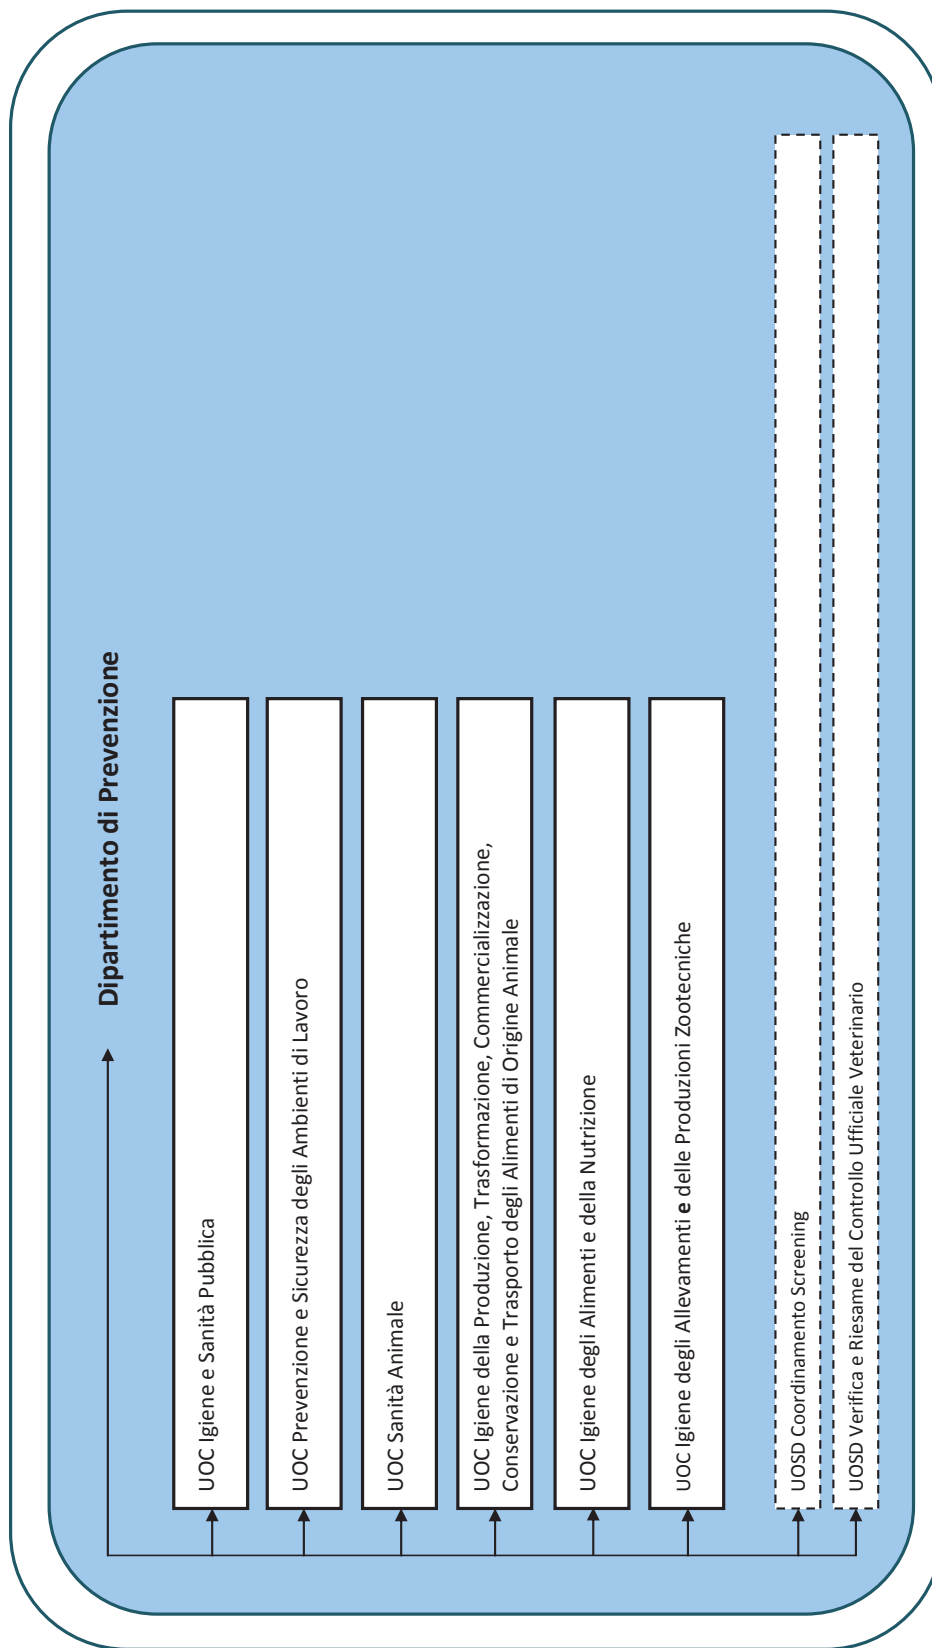 Dipartimento di Prevenzione
UOC Igiene e Sanità Pubblica
UOC Prevenzione e Sicurezza degli Ambienti di Lavoro
UOC Sanità Animale
UOC Igiene della Produzione, Trasformazione, Commercializzazione,
Conservazione e Trasporto degli Alimenti di Origine Animale
UOC Igiene degli Alimenti e della Nutrizione
UOC Igiene degli Allevamenti e delle Produzioni Zootecniche
UOSD Coordinamento Screening
UOSD Verifica e Riesame del Controllo Ufficiale Veterinario